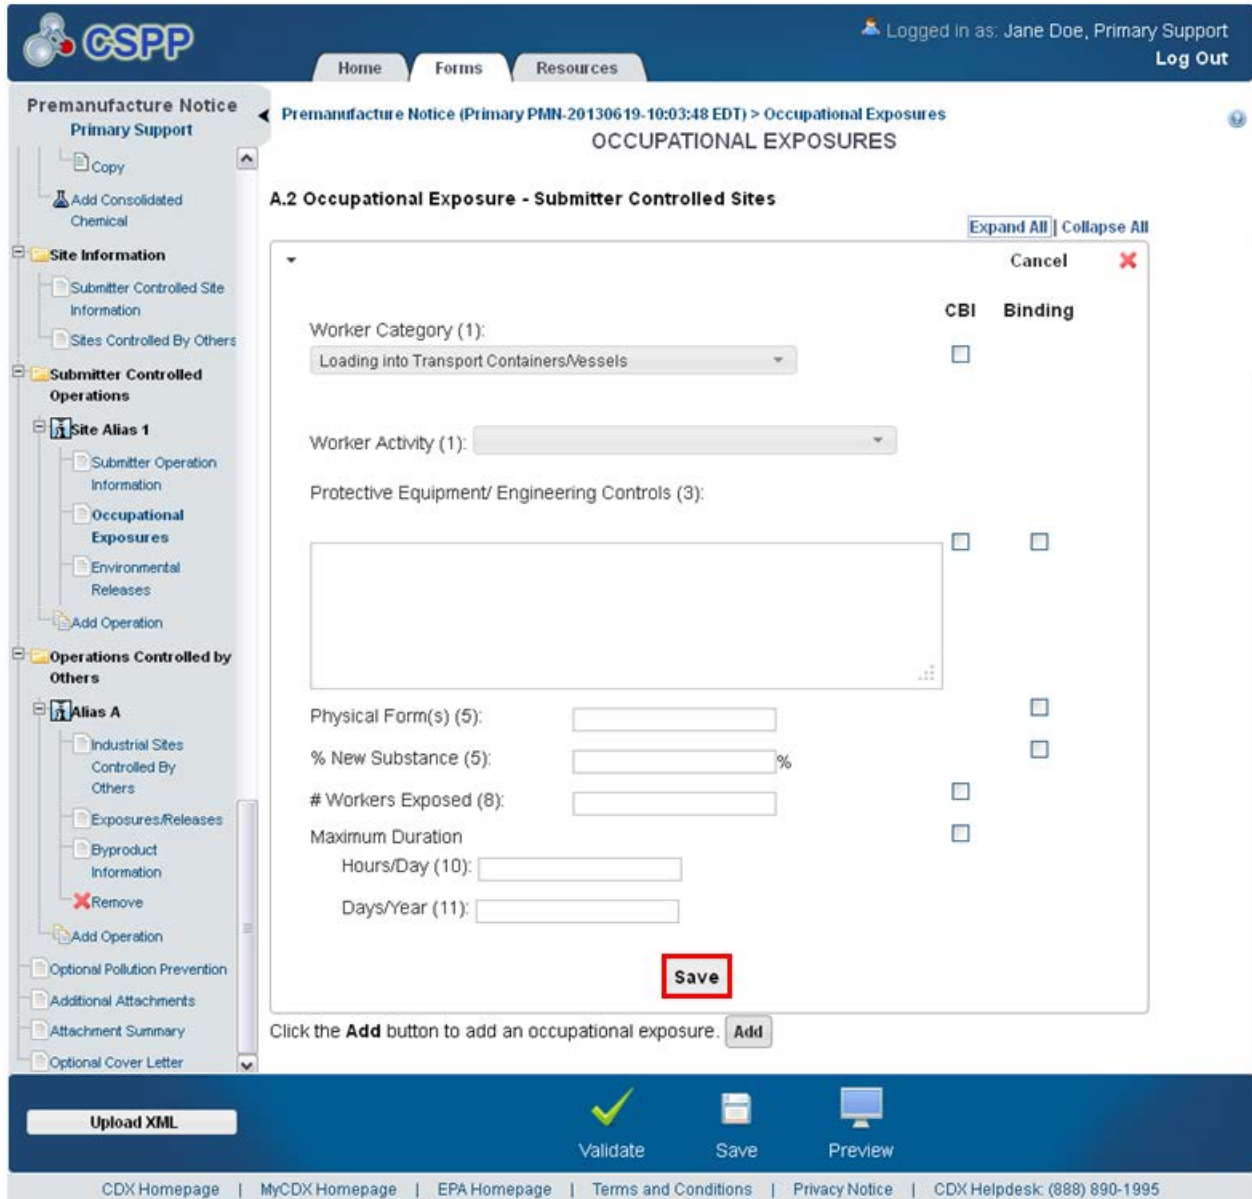 CSPP
Logged in as: Jane Doe, Primary Support
Log Out
Home
Forms
Resources
Premanufacture Notice
Primary Support
Copy
Add Consolidated
Chemical
Site Information
Submitter Controlled Site
Information
Sites Controlled By Others
Submitter Controlled
Operations
Site Alias 1
Submitter Operation
Information
Occupational
Exposures
Environmental
Releases
Add Operation
Operations Controlled by
Others
Alias A
Industrial Sites
Controlled By
Others
Exposures/Releases
Byproduct
Information
Remove
Add Operation
Optional Pollution Prevention
Additional Attachments
Attachment Summary
Optional Cover Letter
Premanufacture Notice (Primary PMN-20130619-10:03:48 EDT) > Occupational Exposures
OCCUPATIONAL EXPOSURES
A.2 Occupational Exposure - Submitter Controlled Sites
Expand All | Collapse All
Cancel
CBI Binding
Worker Category (1):
Loading into Transport Containers/Vessels
Worker Activity (1):
Protective Equipment/ Engineering Controls (3):
Physical Form(s) (5):
% New Substance (5): %
# Workers Exposed (8):
Maximum Duration
Hours/Day (10):
Days/Year (11):
Save
Click the Add button to add an occupational exposure. Add
Upload XML
Validate
Save
Preview
CDX Homepage | MyCDX Homepage | EPA Homepage | Terms and Conditions | Privacy Notice | CDX Helpdesk: (888) 890-1995